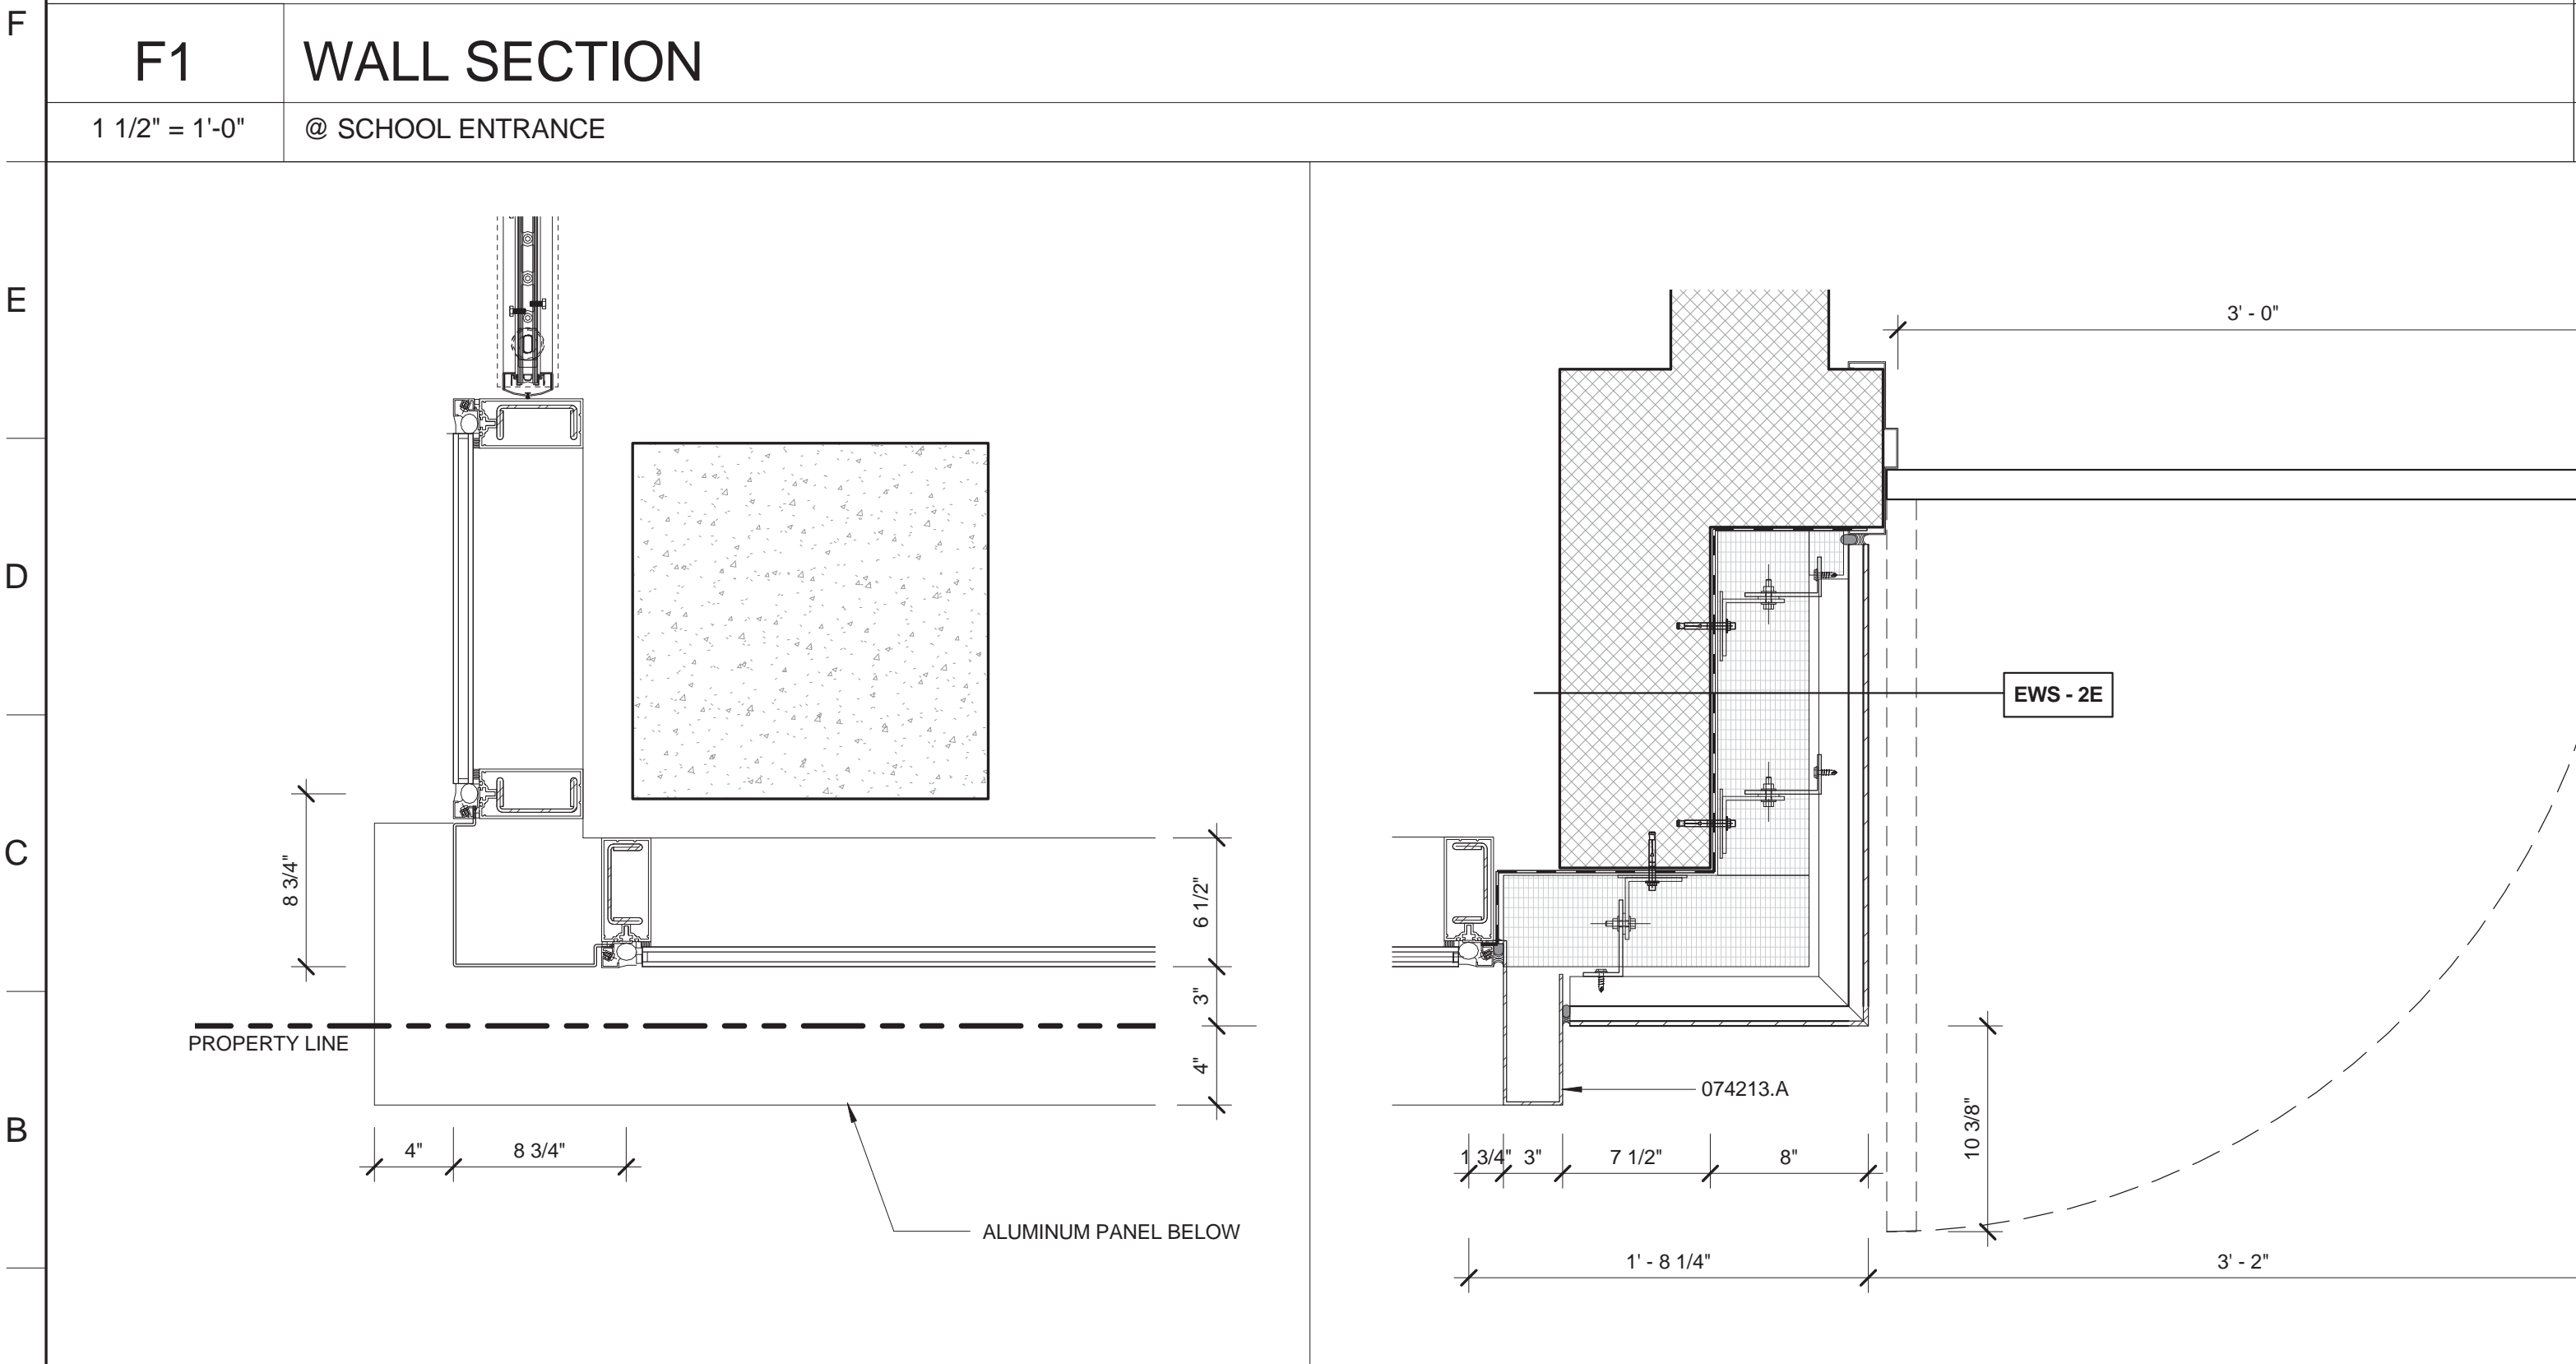 F
F1
WALL SECTION
1 1/2" = 1'-0"
@ SCHOOL ENTRANCE
E
D
C
B
8 3/4"
6 1/2"
3"
4"
PROPERTY LINE
4"
8 3/4"
ALUMINUM PANEL BELOW
3' - 0"
EWS - 2E
074213.A
10 3/8"
1 3/4"
3"
7 1/2"
8"
1' - 8 1/4"
3' - 2"